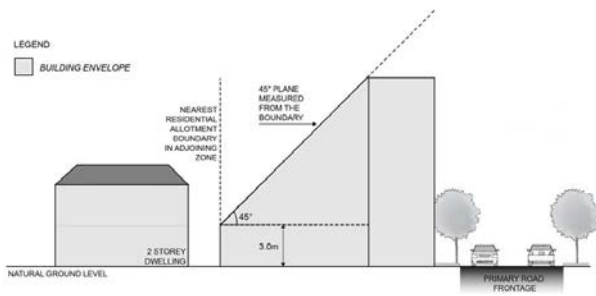 LEGEND
BUILDING ENVELOPE
NEAREST
RESIDENTIAL
ALLOTMENT
BOUNDARY
IN ADJOINING
ZONE
45° PLANE
MEASURED
FROM THE
BOUNDARY
45°
3.0m
2 STOREY
DWELLING
NATURAL GROUND LEVEL
PRIMARY ROAD
FRONTAGE